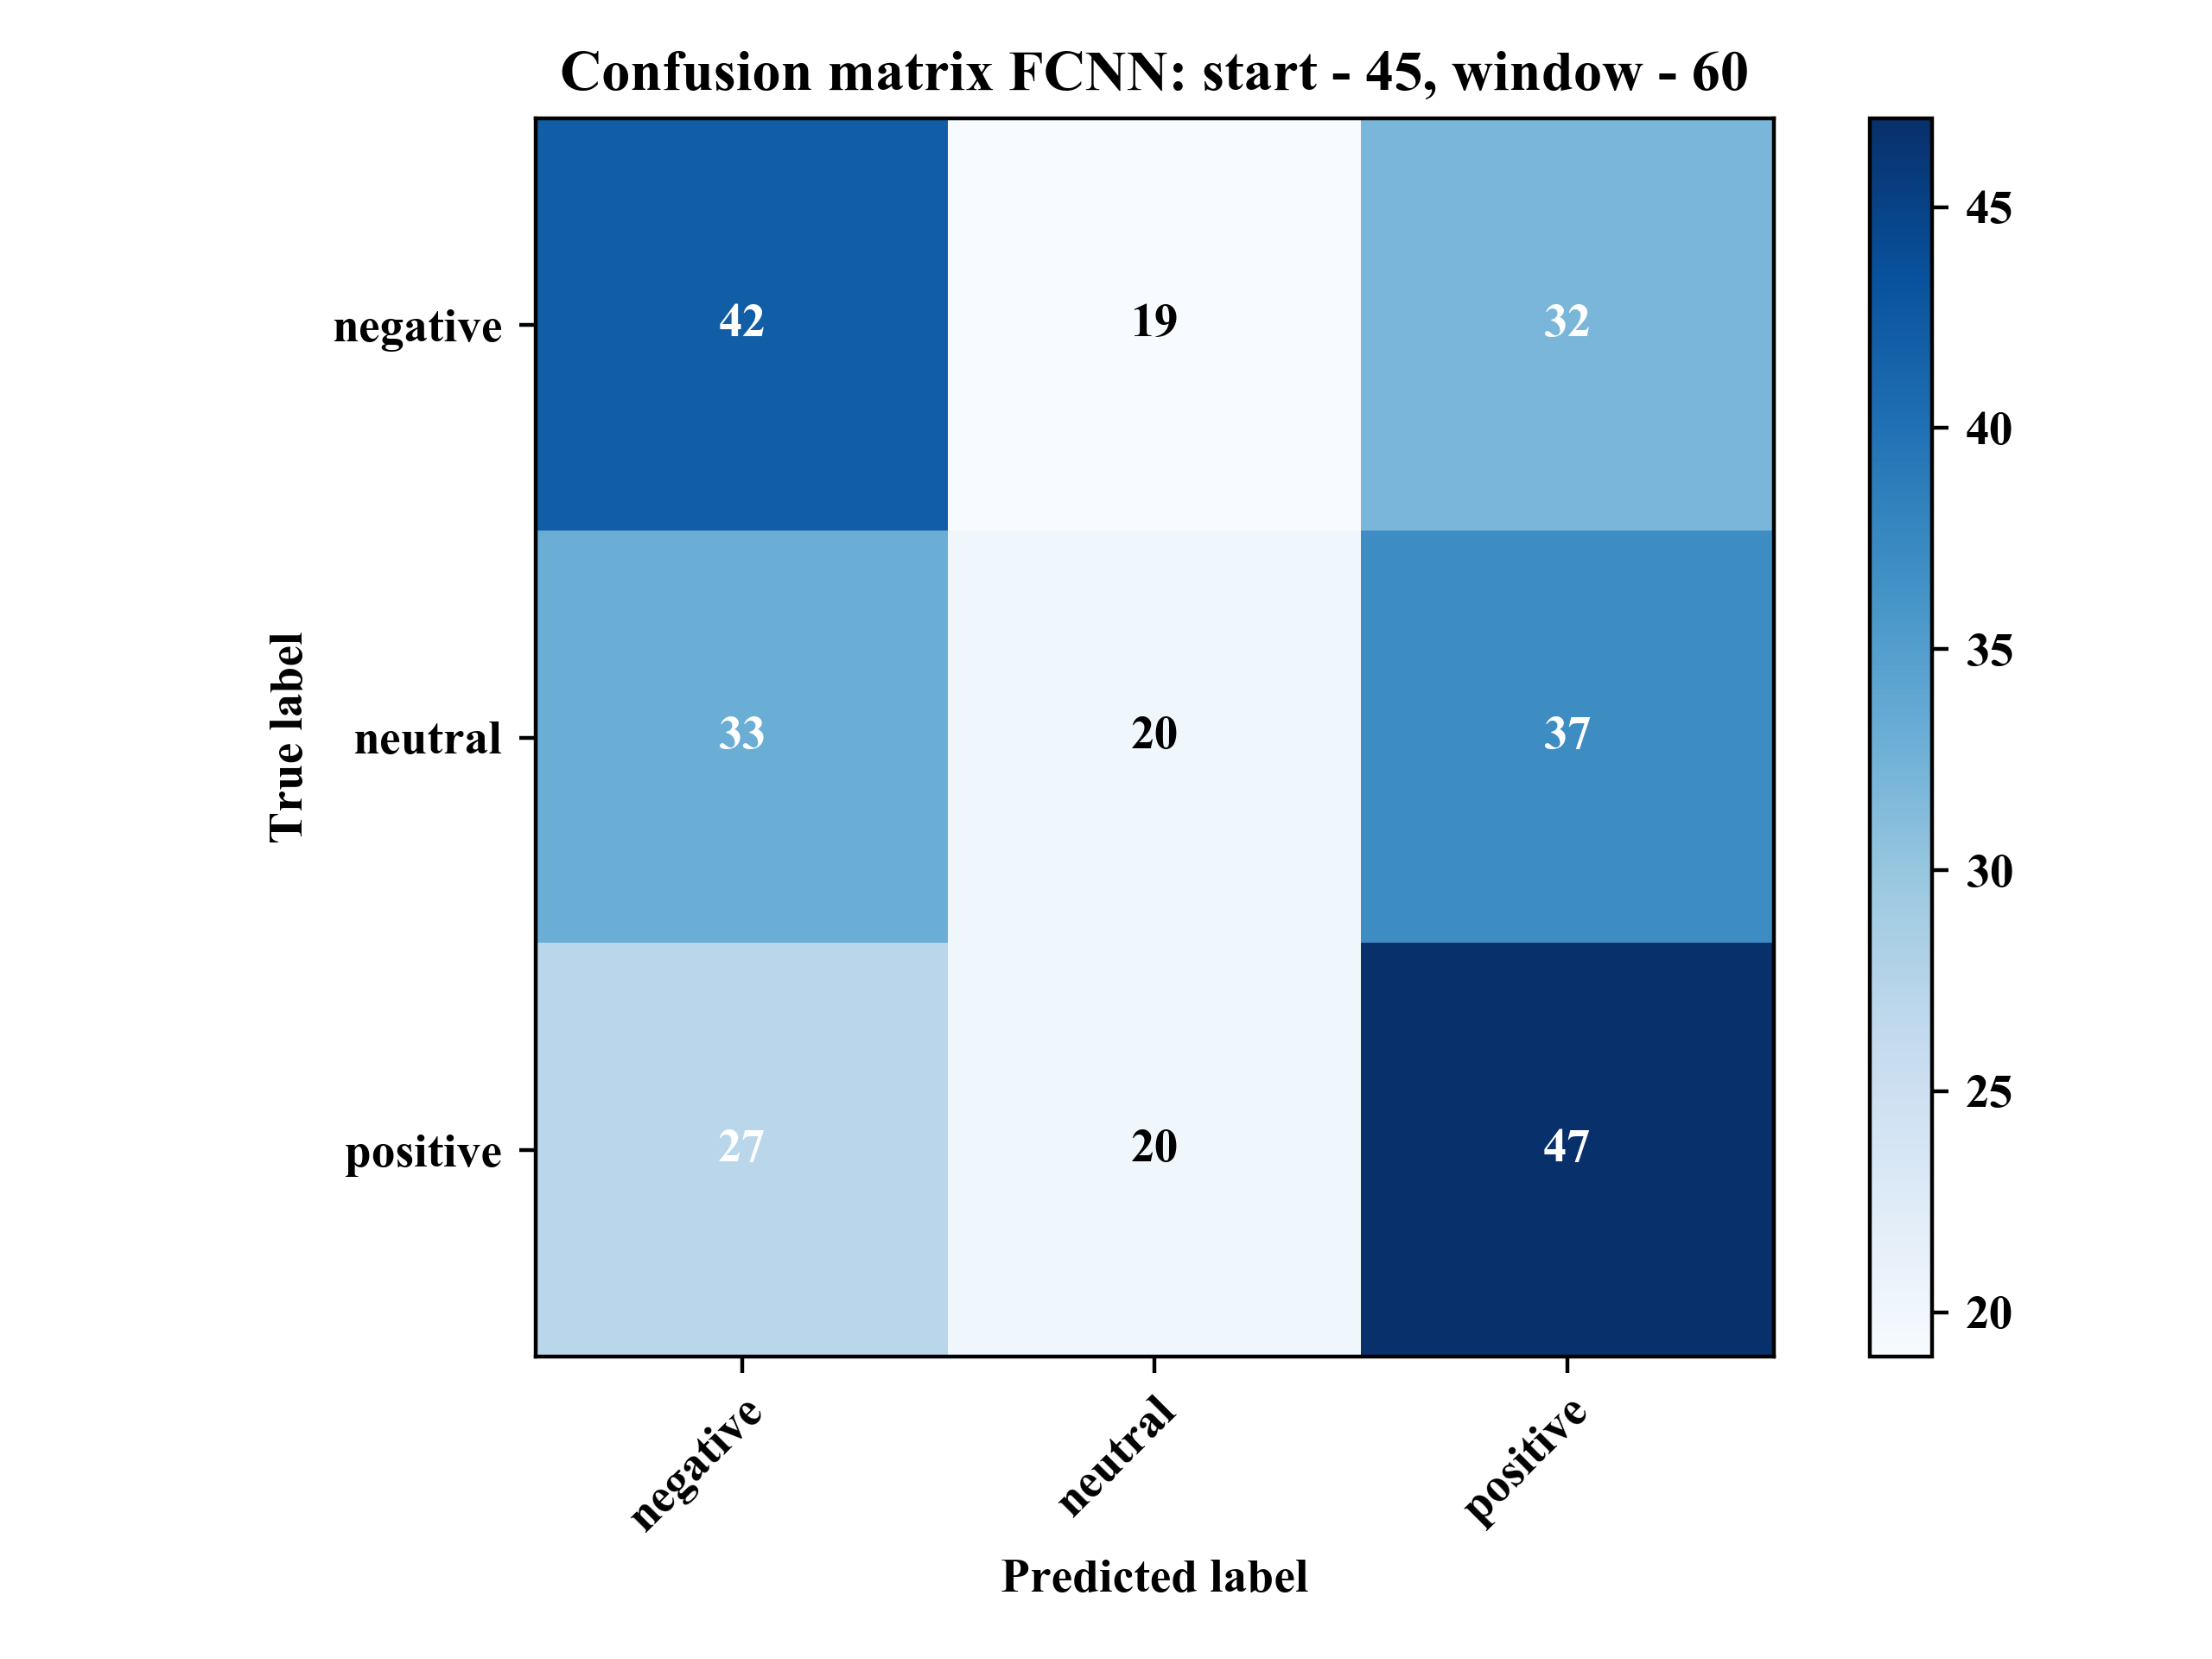 Confusion matrix FCNN: start - 45, window - 60
negative 42 19 32
neutral 33 20 37
positive 27 20 47
negative neutral positive
Predicted label
True label
45
40
35
30
25
20